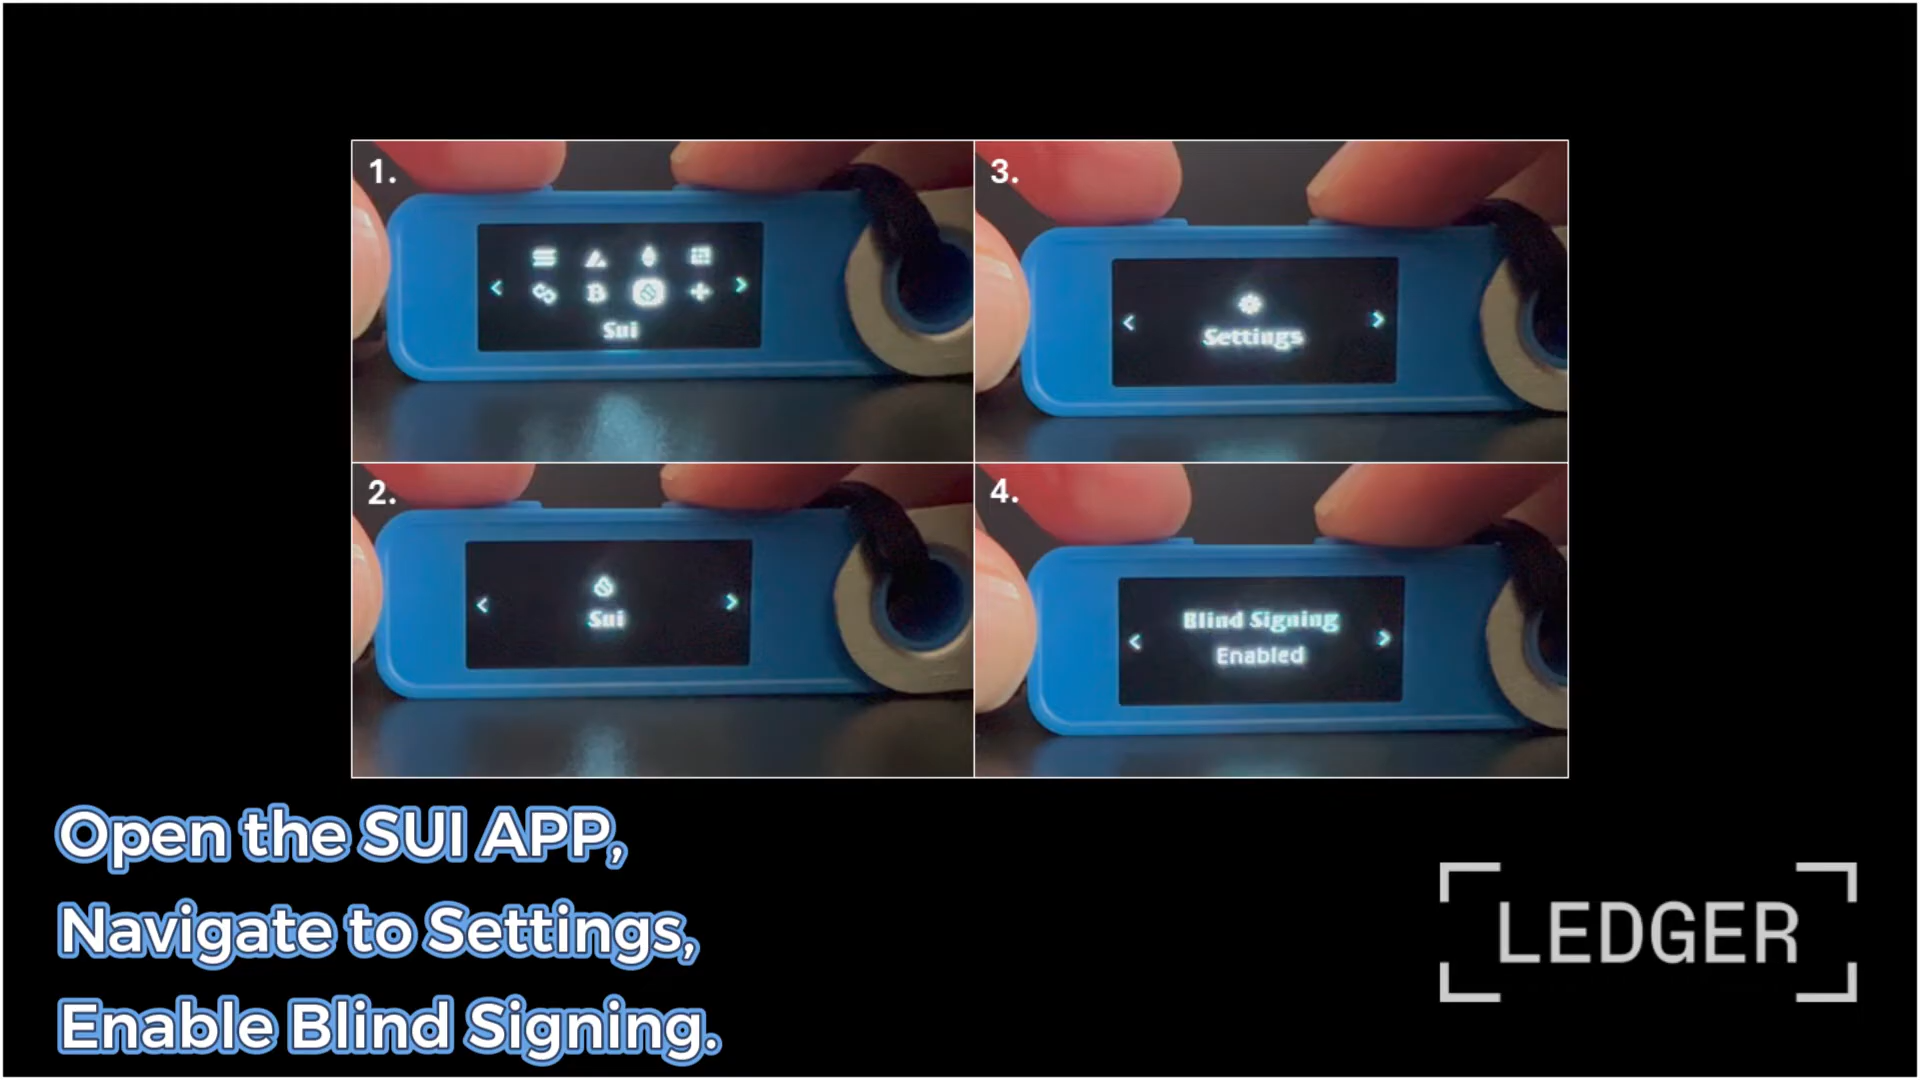 1.
Sui
2.
Sui
3.
Settings
4.
Blind Signing
Enabled
Open the SUI APP,
Navigate to Settings,
Enable Blind Signing.
LEDGER